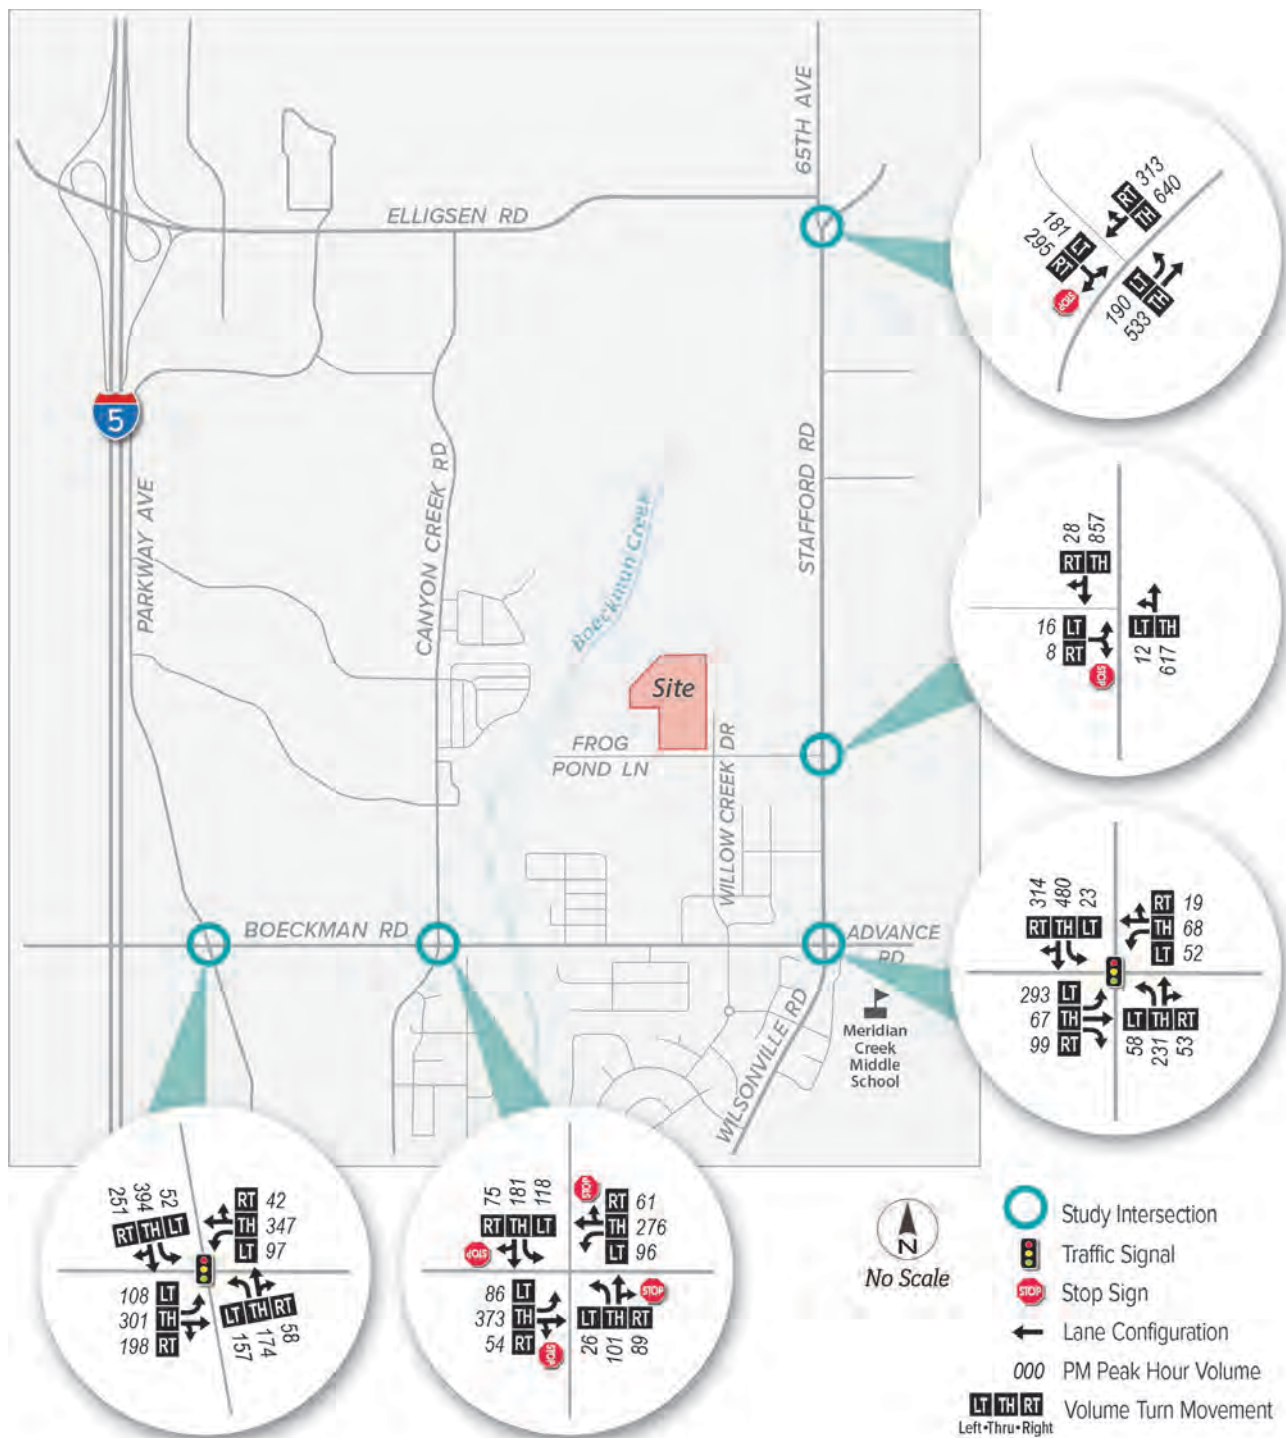 65TH AVE
ELLIGSEN RD
313
640
RT
TH
181
295
LT
RT
STOP
LT
TH
190
533
5
PARKWAY AVE
CANYON CREEK RD
Boeckman Creek
STAFFORD RD
28
857
RT TH
16 LT
8 RT
STOP
LT TH
12
617
Site
FROG
POND LN
WILLOW CREEK DR
314
480
23
RT TH LT
RT 19
TH 68
LT 52
293 LT
67 TH
99 RT
LT TH RT
58
231
53
BOECKMAN RD
ADVANCE
RD
WILSONVILLE RD
Meridian
Creek
Middle
School
251
394
52
RT TH LT
RT 42
TH 347
LT 97
108 LT
301 TH
198 RT
LT TH RT
157
174
58
75
181
118
RT TH LT
STOP
STOP
RT 61
TH 276
LT 96
86 LT
373 TH
54 RT
STOP
STOP
LT TH RT
26
101
89
N
No Scale
Study Intersection
Traffic Signal
STOP Stop Sign
Lane Configuration
000 PM Peak Hour Volume
LT TH RT Volume Turn Movement
Left•Thru•Right